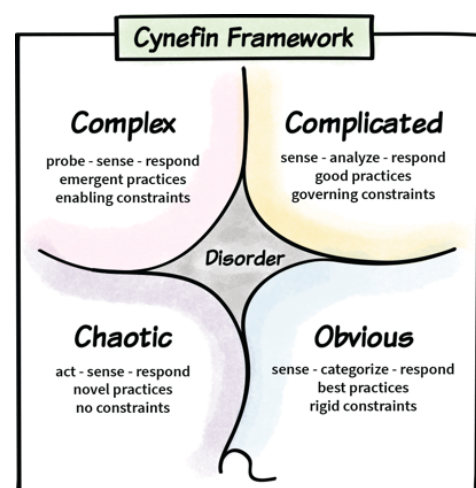 Cynefin Framework
Complex
probe - sense - respond
emergent practices
enabling constraints
Complicated
sense - analyze - respond
good practices
governing constraints
Disorder
Chaotic
act - sense - respond
novel practices
no constraints
Obvious
sense - categorize - respond
best practices
rigid constraints